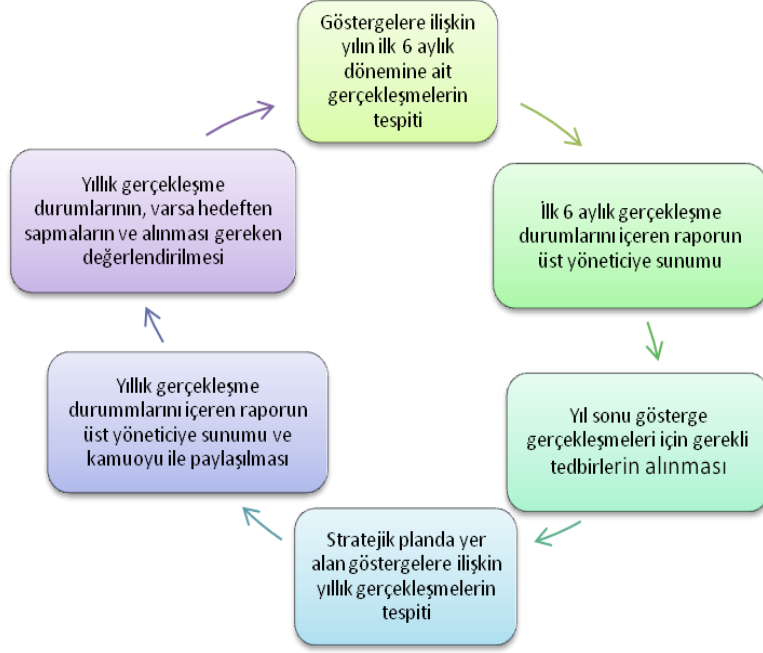 Göstergelere ilişkin
yılın ilk 6 aylık
dönemine ait
gerçekleşmelerin
tespiti
İlk 6 aylık gerçekleşme
durumlarını içeren raporun
üst yöneticiye sunumu
Yıl sonu gösterge
gerçekleşmeleri için gerekli
tedbirlerin alınması
Stratejik planda yer
alan göstergelere ilişkin
yıllık gerçekleşmelerin
tespiti
Yıllık gerçekleşme
durummlarını içeren raporun
üst yöneticiye sunumu ve
kamuoyu ile paylaşılması
Yıllık gerçekleşme
durumlarının, varsa hedeften
sapmaların ve alınması gereken
değerlendirilmesi